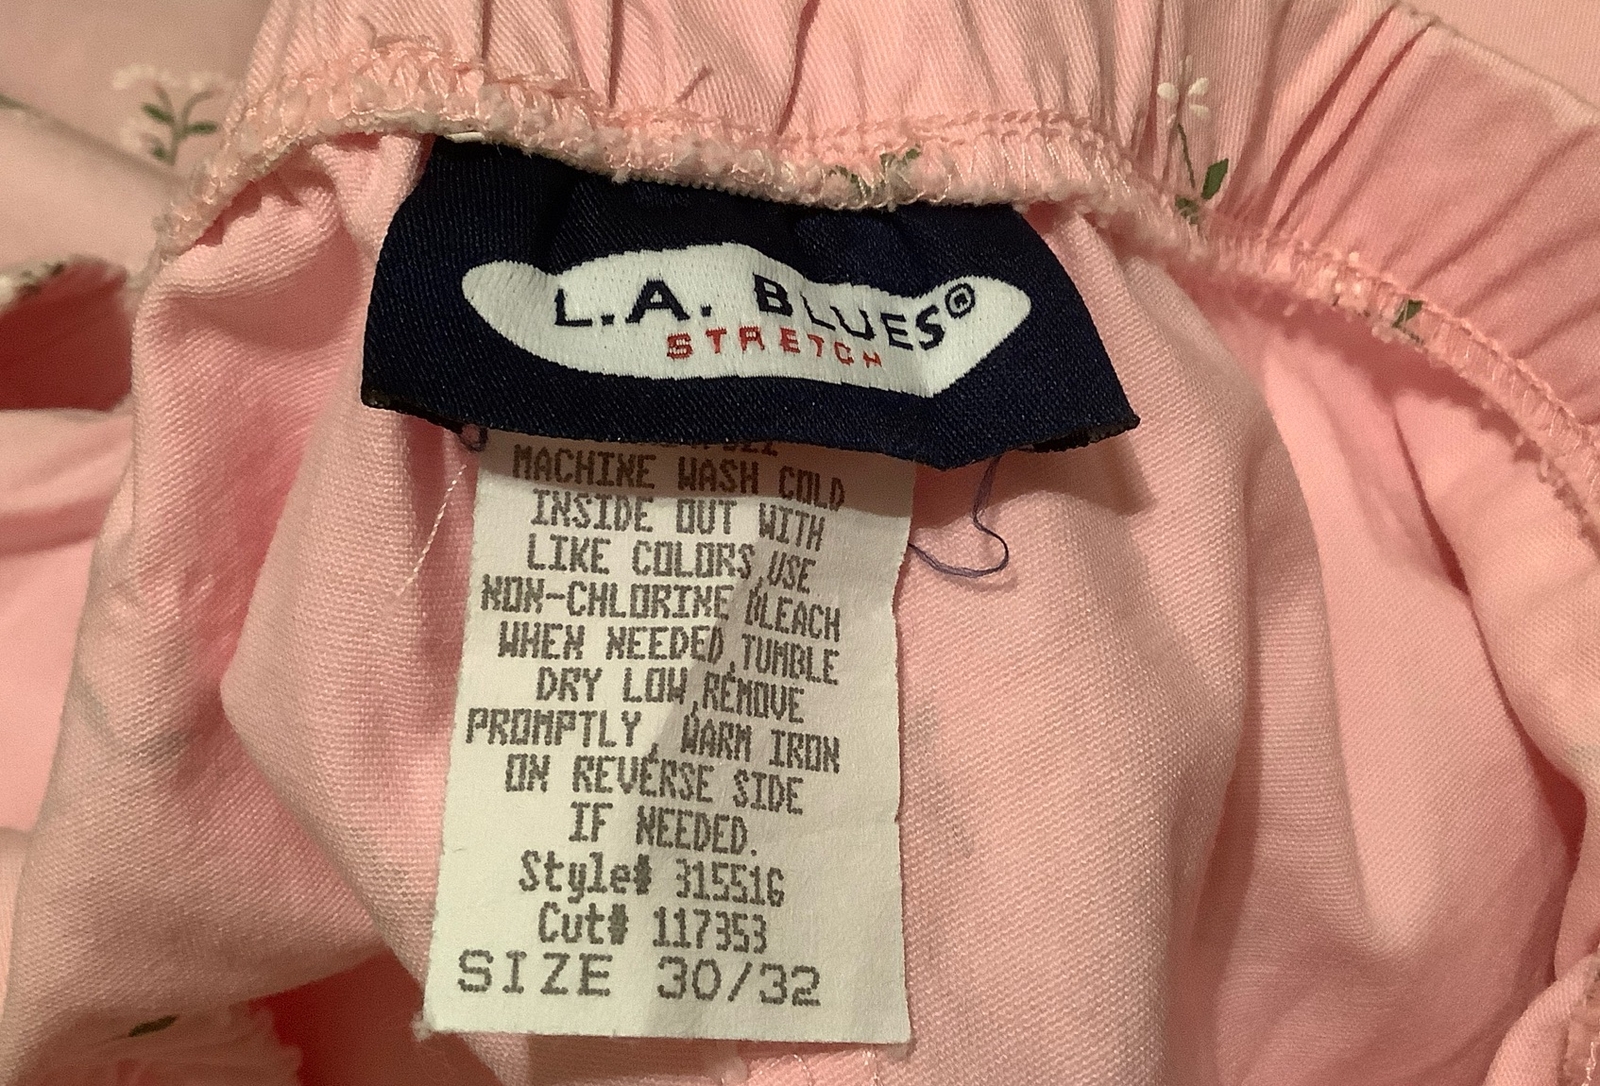 L.A. BLUES®
STRETCH
MACHINE WASH COLD
INSIDE OUT WITH
LIKE COLORS,USE
NON-CHLORINE BLEACH
WHEN NEEDED,TUMBLE
DRY LOW,REMOVE
PROMPTLY, WARM IRON
ON REVERSE SIDE
IF NEEDED.
Style# 315516
Cut# 117353
SIZE 30/32